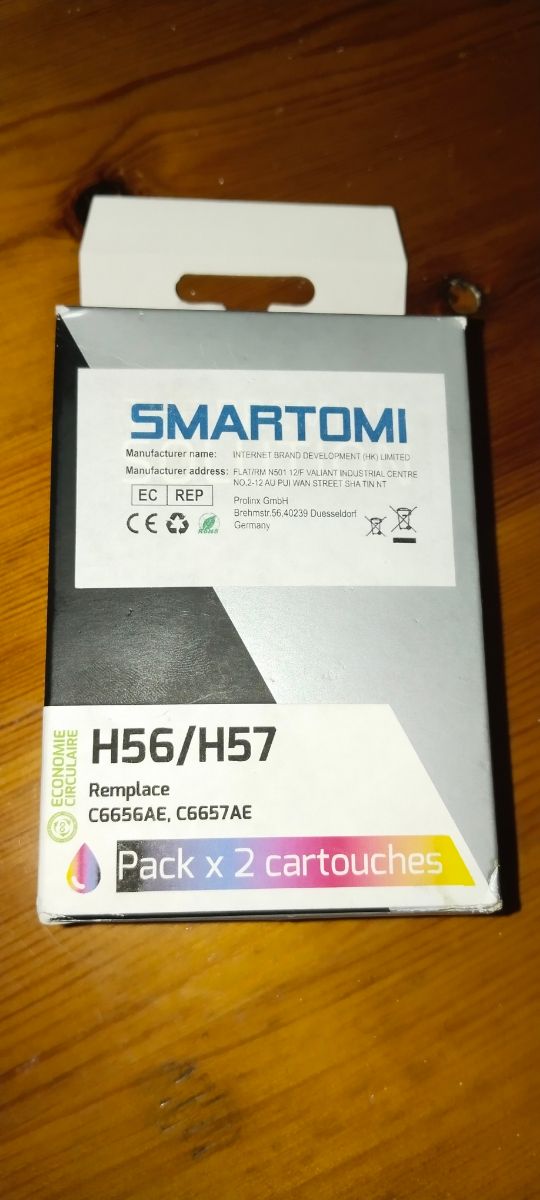 SMARTOMI
Manufacturer name: INTERNET BRAND DEVELOPMENT (HK) LIMITED
Manufacturer address: FLAT/RM N501 12/F VALIANT INDUSTRIAL CENTRE
NO.2-12 AU PUI WAN STREET SHA TIN NT
EC REP
Prolinx GmbH
Brehmstr.56,40239 Duesseldorf
Germany
CE
RoHS
ECONOMIE
CIRCULAIRE
H56/H57
Remplace
C6656AE, C6657AE
Pack x 2 cartouches